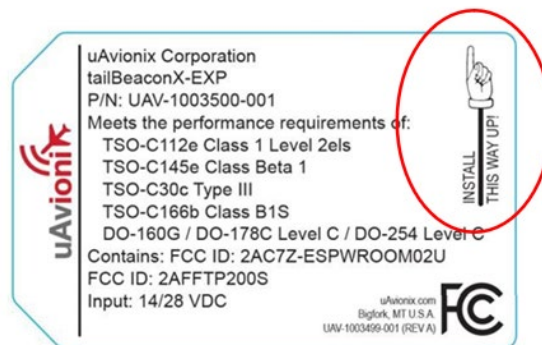 uAvionix
uAvionix Corporation
tailBeaconX-EXP
P/N: UAV-1003500-001
Meets the performance requirements of:
TSO-C112e Class 1 Level 2els
TSO-C145e Class Beta 1
TSO-C30c Type III
TSO-C166b Class B1S
DO-160G / DO-178C Level C / DO-254 Level C
Contains: FCC ID: 2AC7Z-ESPWROOM02U
FCC ID: 2AFFTP200S
Input: 14/28 VDC
INSTALL
THIS WAY UP!
uAvionix.com
Bigfork, MT U.S.A.
UAV-1003499-001 (REV A)
FCC